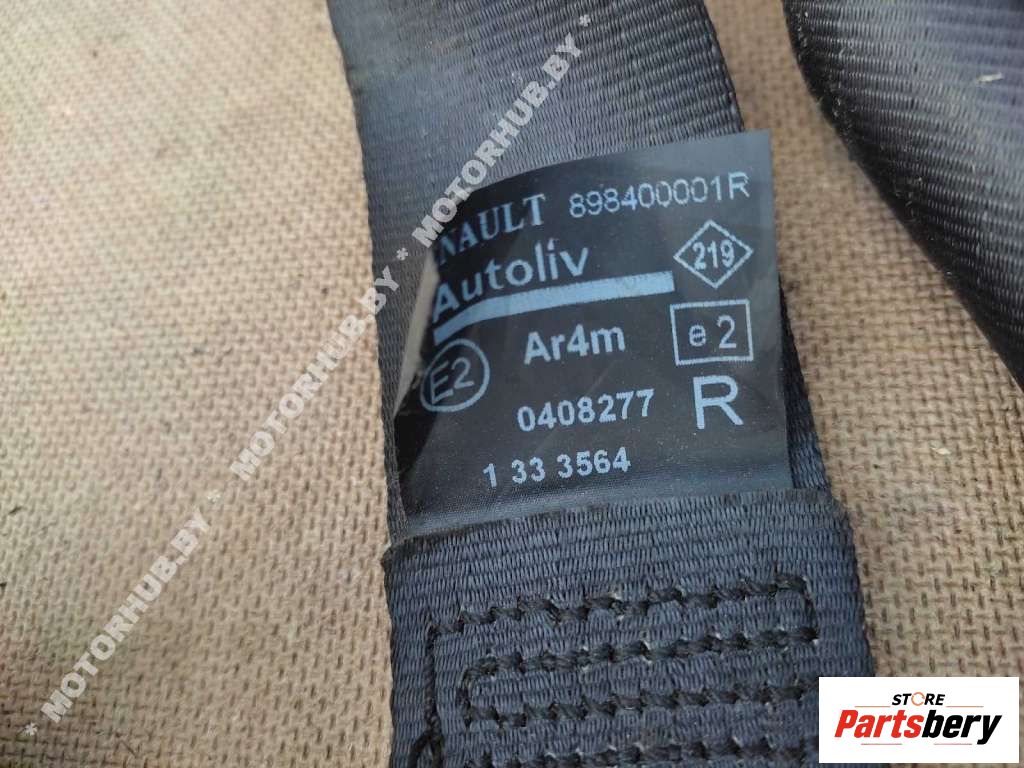 NAULT 898400001R
Autoliv 219
E2 Ar4m e2
0408277 R
1 33 3564
* MOTORHUB.BY * MOTORHUB.BY * MOTORHUB.BY * MOTORHUB.BY *
STORE
Partsbery